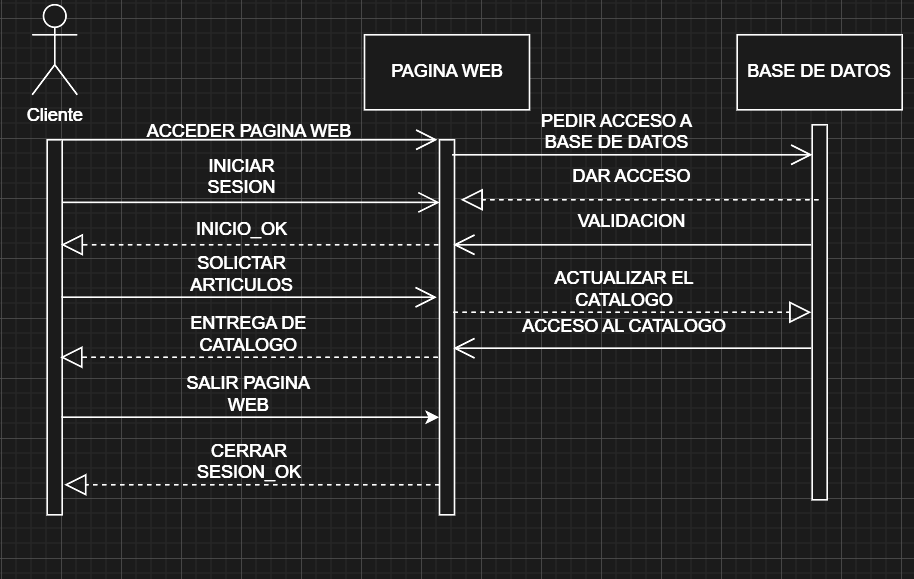 PAGINA WEB
BASE DE DATOS
Cliente
ACCEDER PAGINA WEB
PEDIR ACCESO A
BASE DE DATOS
INICIAR
SESION
DAR ACCESO
INICIO_OK
VALIDACION
SOLICTAR
ARTICULOS
ACTUALIZAR EL
CATALOGO
ENTREGA DE
CATALOGO
ACCESO AL CATALOGO
SALIR PAGINA
WEB
CERRAR
SESION_OK